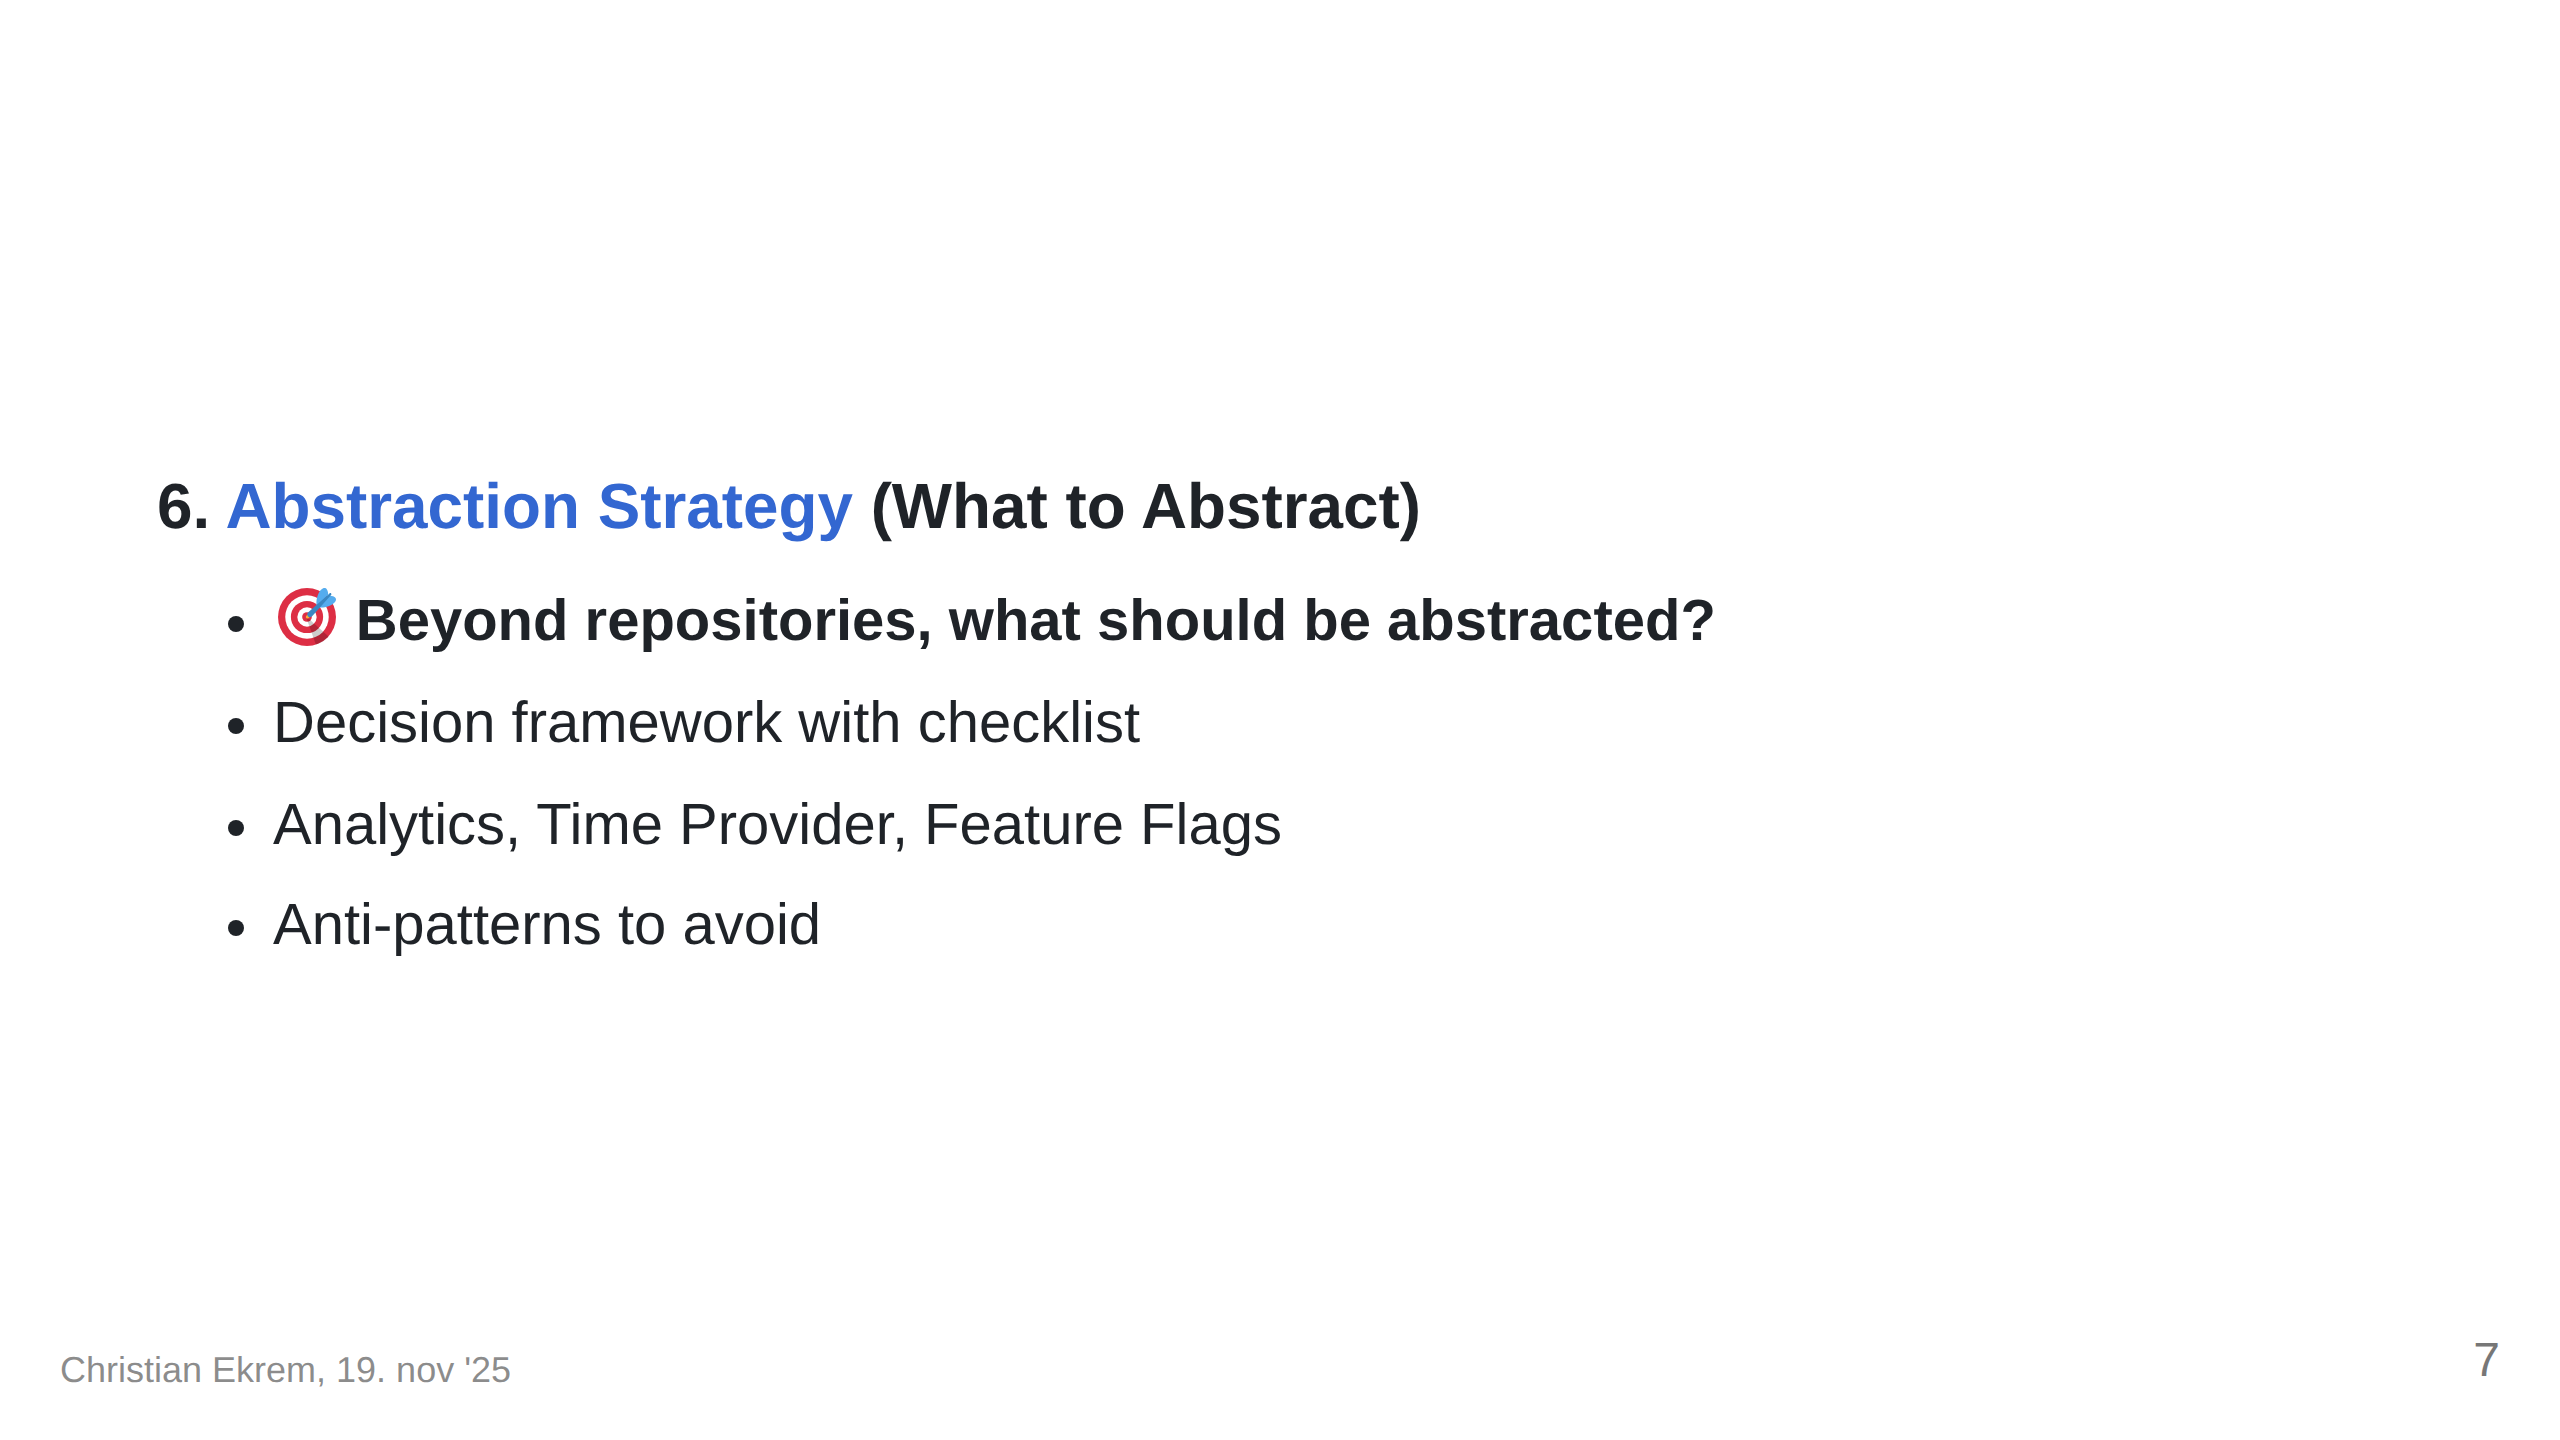 6. Abstraction Strategy (What to Abstract)
• 🎯 Beyond repositories, what should be abstracted?
• Decision framework with checklist
• Analytics, Time Provider, Feature Flags
• Anti-patterns to avoid
Christian Ekrem, 19. nov '25
7